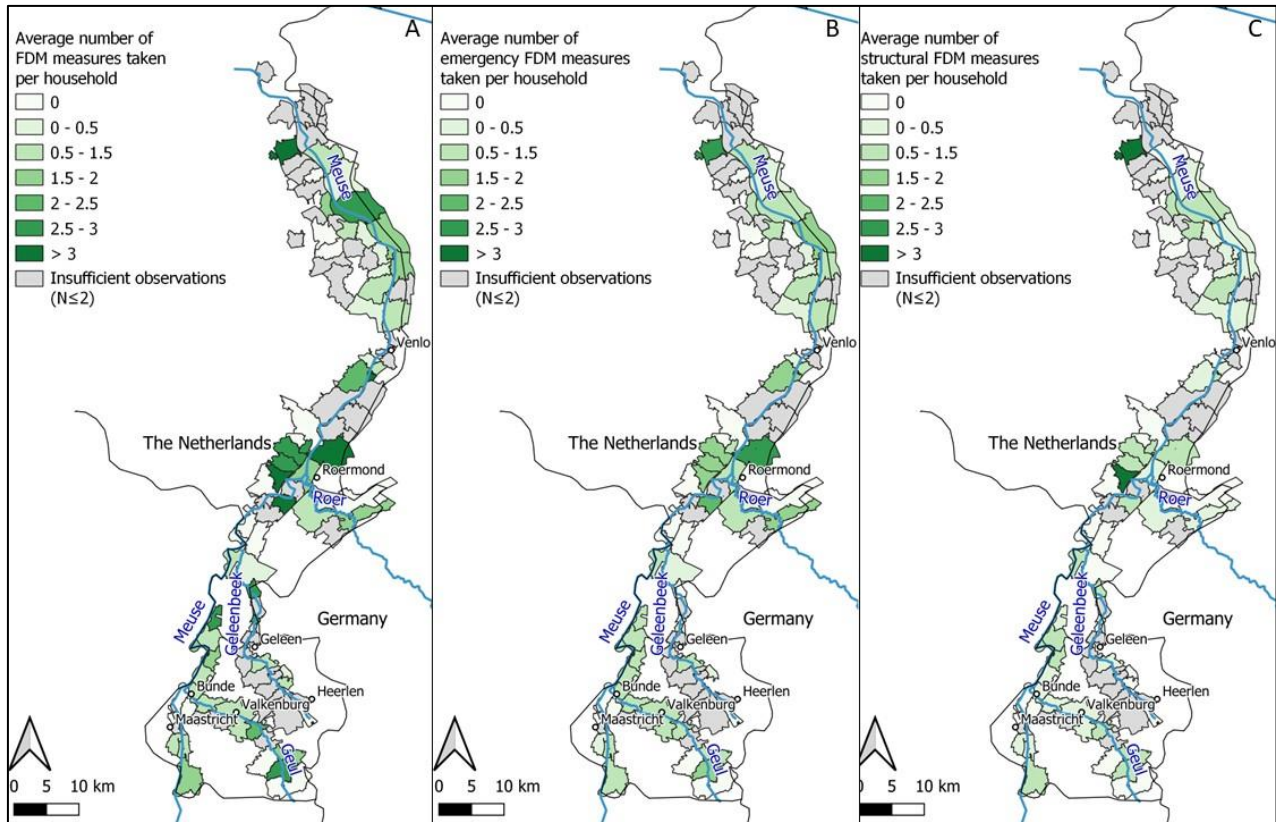 A
Average number of
FDM measures taken
per household
0
0 - 0.5
0.5 - 1.5
1.5 - 2
2 - 2.5
2.5 - 3
> 3
Insufficient observations
(N≤2)
Meuse
Venlo
The Netherlands
Roermond
Roer
Meuse
Geleenbeek
Germany
Geleen
Bunde
Heerlen
Valkenburg
Maastricht
Geul
0 5 10 km
B
Average number of
emergency FDM measures
taken per household
0
0 - 0.5
0.5 - 1.5
1.5 - 2
2 - 2.5
2.5 - 3
> 3
Insufficient observations
(N≤2)
Meuse
Venlo
The Netherlands
Roermond
Roer
Meuse
Geleenbeek
Germany
Geleen
Bunde
Heerlen
Valkenburg
Maastricht
Geul
0 5 10 km
C
Average number of
structural FDM measures
taken per household
0
0 - 0.5
0.5 - 1.5
1.5 - 2
2 - 2.5
2.5 - 3
> 3
Insufficient observations
(N≤2)
Meuse
Venlo
The Netherlands
Roermond
Roer
Meuse
Geleenbeek
Germany
Geleen
Bunde
Heerlen
Valkenburg
Maastricht
Geul
0 5 10 km